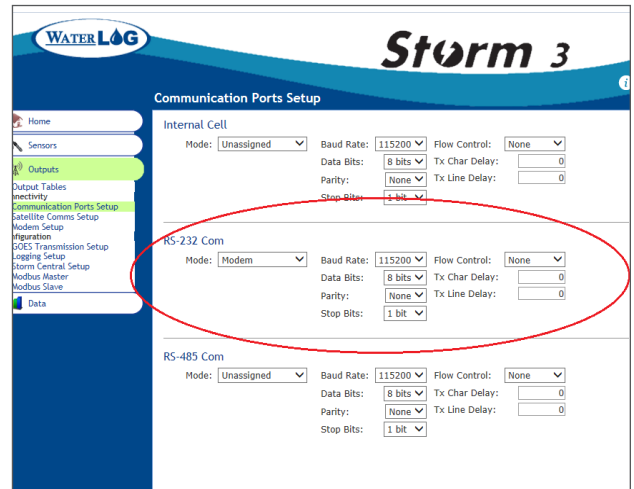 WATERLOG
Storm 3
i
Communication Ports Setup
Home
Sensors
Outputs
Output Tables
nnectivity
Communication Ports Setup
Satellite Comms Setup
Modem Setup
nfiguration
GOES Transmission Setup
Logging Setup
Storm Central Setup
Modbus Master
Modbus Slave
Data
Internal Cell
Mode: Unassigned Baud Rate: 115200 Flow Control: None
Data Bits: 8 bits Tx Char Delay: 0
Parity: None Tx Line Delay: 0
Stop Bits: 1 bit
RS-232 Com
Mode: Modem Baud Rate: 115200 Flow Control: None
Data Bits: 8 bits Tx Char Delay: 0
Parity: None Tx Line Delay: 0
Stop Bits: 1 bit
RS-485 Com
Mode: Unassigned Baud Rate: 115200 Flow Control: None
Data Bits: 8 bits Tx Char Delay: 0
Parity: None Tx Line Delay: 0
Stop Bits: 1 bit